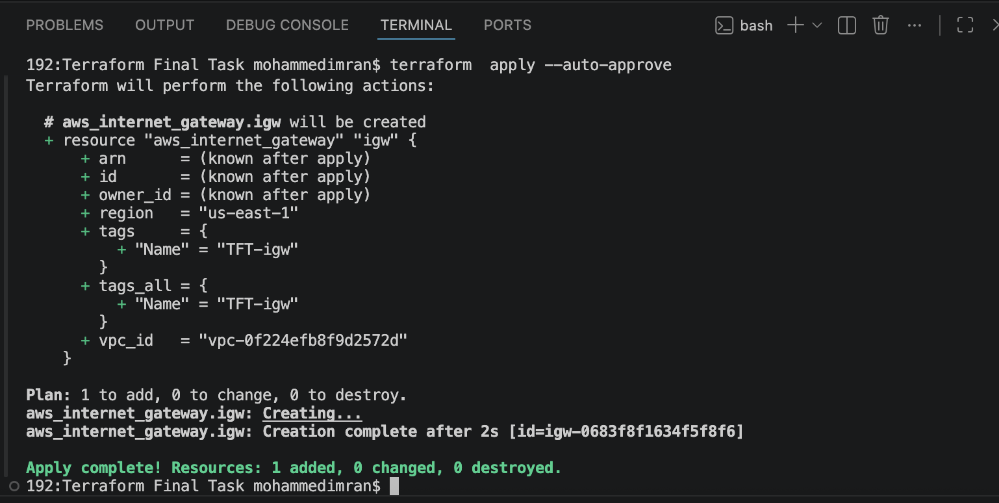 PROBLEMS OUTPUT DEBUG CONSOLE TERMINAL PORTS bash
192:Terraform Final Task mohammedimran$ terraform  apply --auto-approve
Terraform will perform the following actions:
  # aws_internet_gateway.igw will be created
  + resource "aws_internet_gateway" "igw" {
      + arn      = (known after apply)
      + id       = (known after apply)
      + owner_id = (known after apply)
      + region   = "us-east-1"
      + tags     = {
          + "Name" = "TFT-igw"
        }
      + tags_all = {
          + "Name" = "TFT-igw"
        }
      + vpc_id   = "vpc-0f224efb8f9d2572d"
    }
Plan: 1 to add, 0 to change, 0 to destroy.
aws_internet_gateway.igw: Creating...
aws_internet_gateway.igw: Creation complete after 2s [id=igw-0683f8f1634f5f8f6]
Apply complete! Resources: 1 added, 0 changed, 0 destroyed.
192:Terraform Final Task mohammedimran$